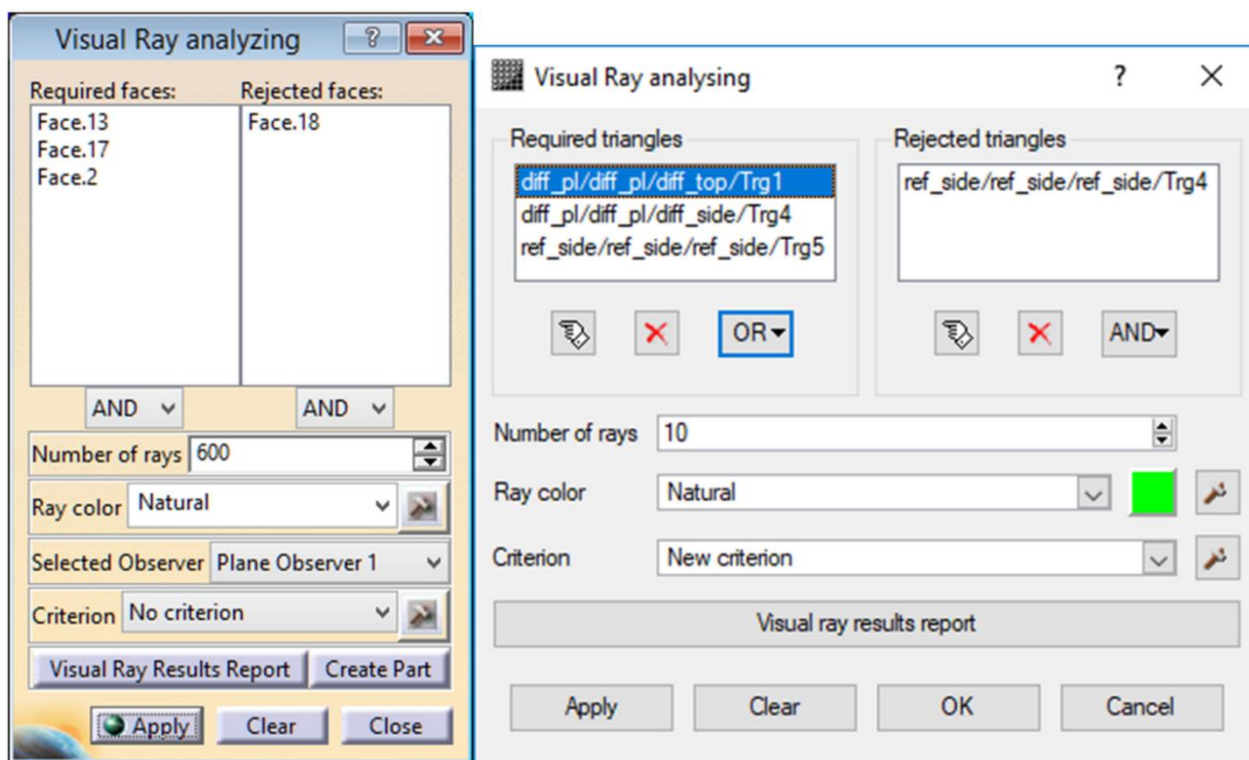 Visual Ray analyzing ?
Required faces: Rejected faces:
Face.13 Face.18
Face.17
Face.2
AND AND
Number of rays 600
Ray color Natural
Selected Observer Plane Observer 1
Criterion No criterion
Visual Ray Results Report Create Part
Apply Clear Close
Visual Ray analysing ?
Required triangles Rejected triangles
diff_pl/diff_pl/diff_top/Trg1 ref_side/ref_side/ref_side/Trg4
diff_pl/diff_pl/diff_side/Trg4
ref_side/ref_side/ref_side/Trg5
OR AND
Number of rays 10
Ray color Natural
Criterion New criterion
Visual ray results report
Apply Clear OK Cancel